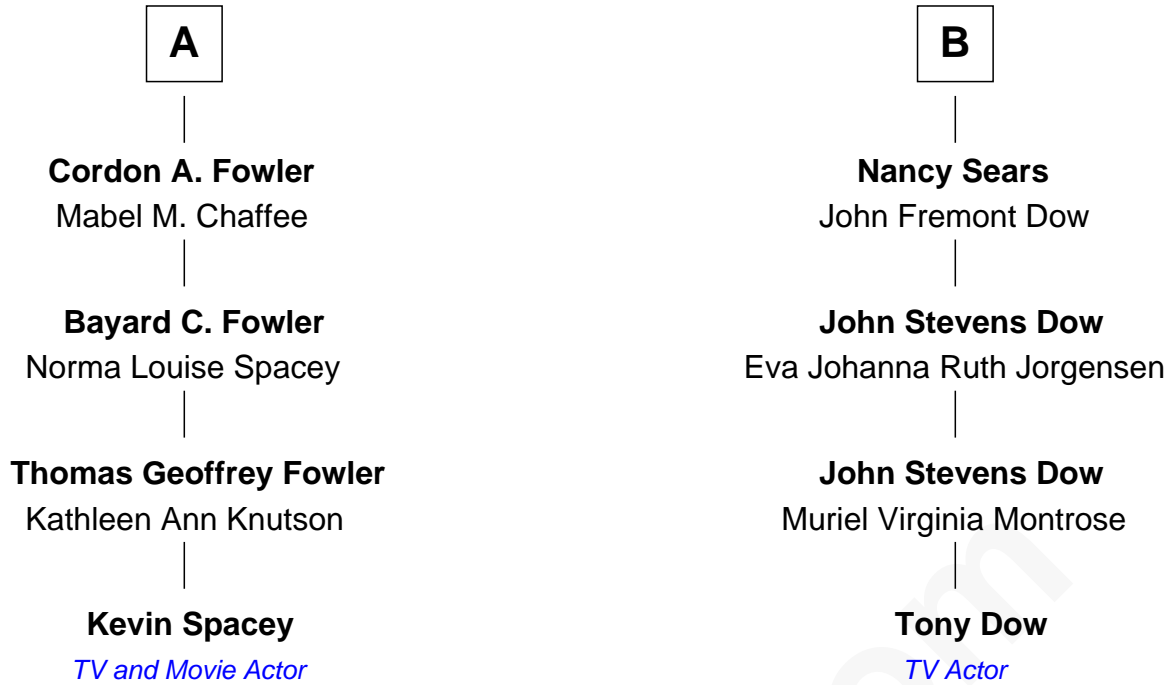 A
Cordon A. Fowler
Mabel M. Chaffee
Bayard C. Fowler
Norma Louise Spacey
Thomas Geoffrey Fowler
Kathleen Ann Knutson
Kevin Spacey
TV and Movie Actor
B
Nancy Sears
John Fremont Dow
John Stevens Dow
Eva Johanna Ruth Jorgensen
John Stevens Dow
Muriel Virginia Montrose
Tony Dow
TV Actor